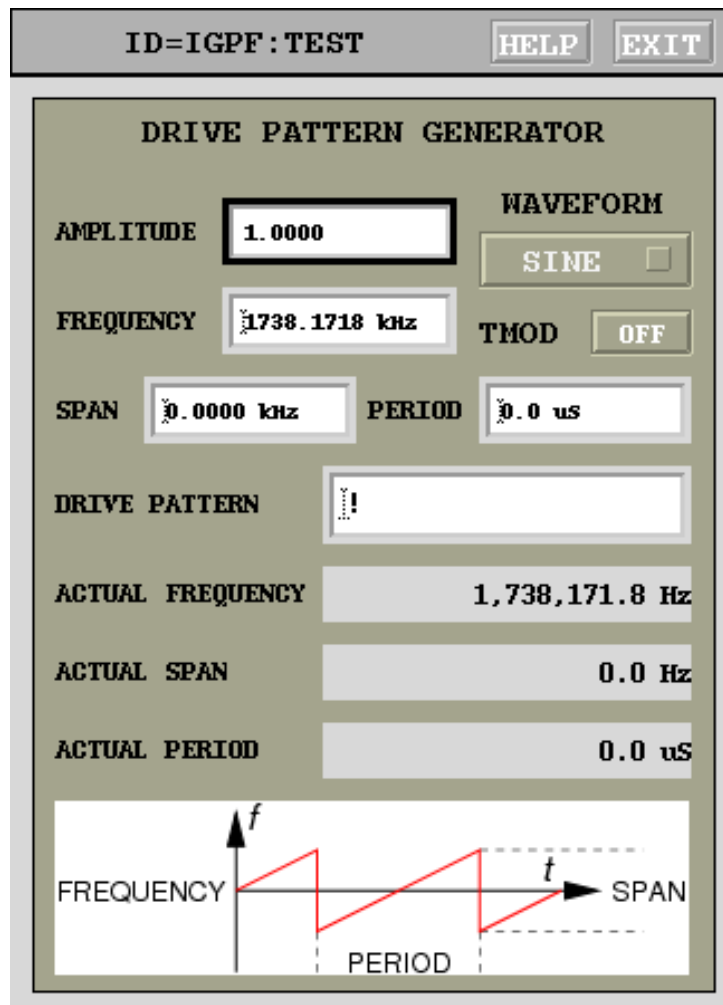 ID=IGPF:TEST HELP EXIT
DRIVE PATTERN GENERATOR
WAVEFORM
AMPLITUDE 1.0000
SINE
FREQUENCY 1738.1718 kHz
TMOD OFF
SPAN 0.0000 kHz PERIOD 0.0 uS
DRIVE PATTERN !
ACTUAL FREQUENCY 1,738,171.8 Hz
ACTUAL SPAN 0.0 Hz
ACTUAL PERIOD 0.0 uS
f
t
FREQUENCY SPAN
PERIOD